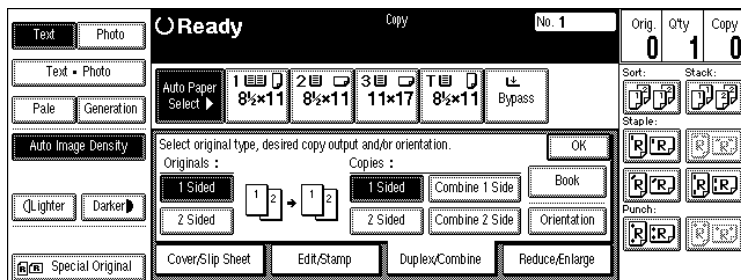 Text Photo
Text • Photo
Pale Generation
Auto Image Density
Lighter Darker
Special Original
Ready
Copy
No. 1
Orig. Q'ty Copy
0 1 0
Auto Paper Select ▶
1 8½×11
2 8½×11
3 11×17
T 8½×11
Bypass
Select original type, desired copy output and/or orientation.
OK
Originals :
Copies :
1 Sided
1 2 → 1 2
1 Sided Combine 1 Side
Book
2 Sided
2 Sided Combine 2 Side
Orientation
Cover/Slip Sheet Edit/Stamp Duplex/Combine Reduce/Enlarge
Sort: Stack:
Staple:
Punch: